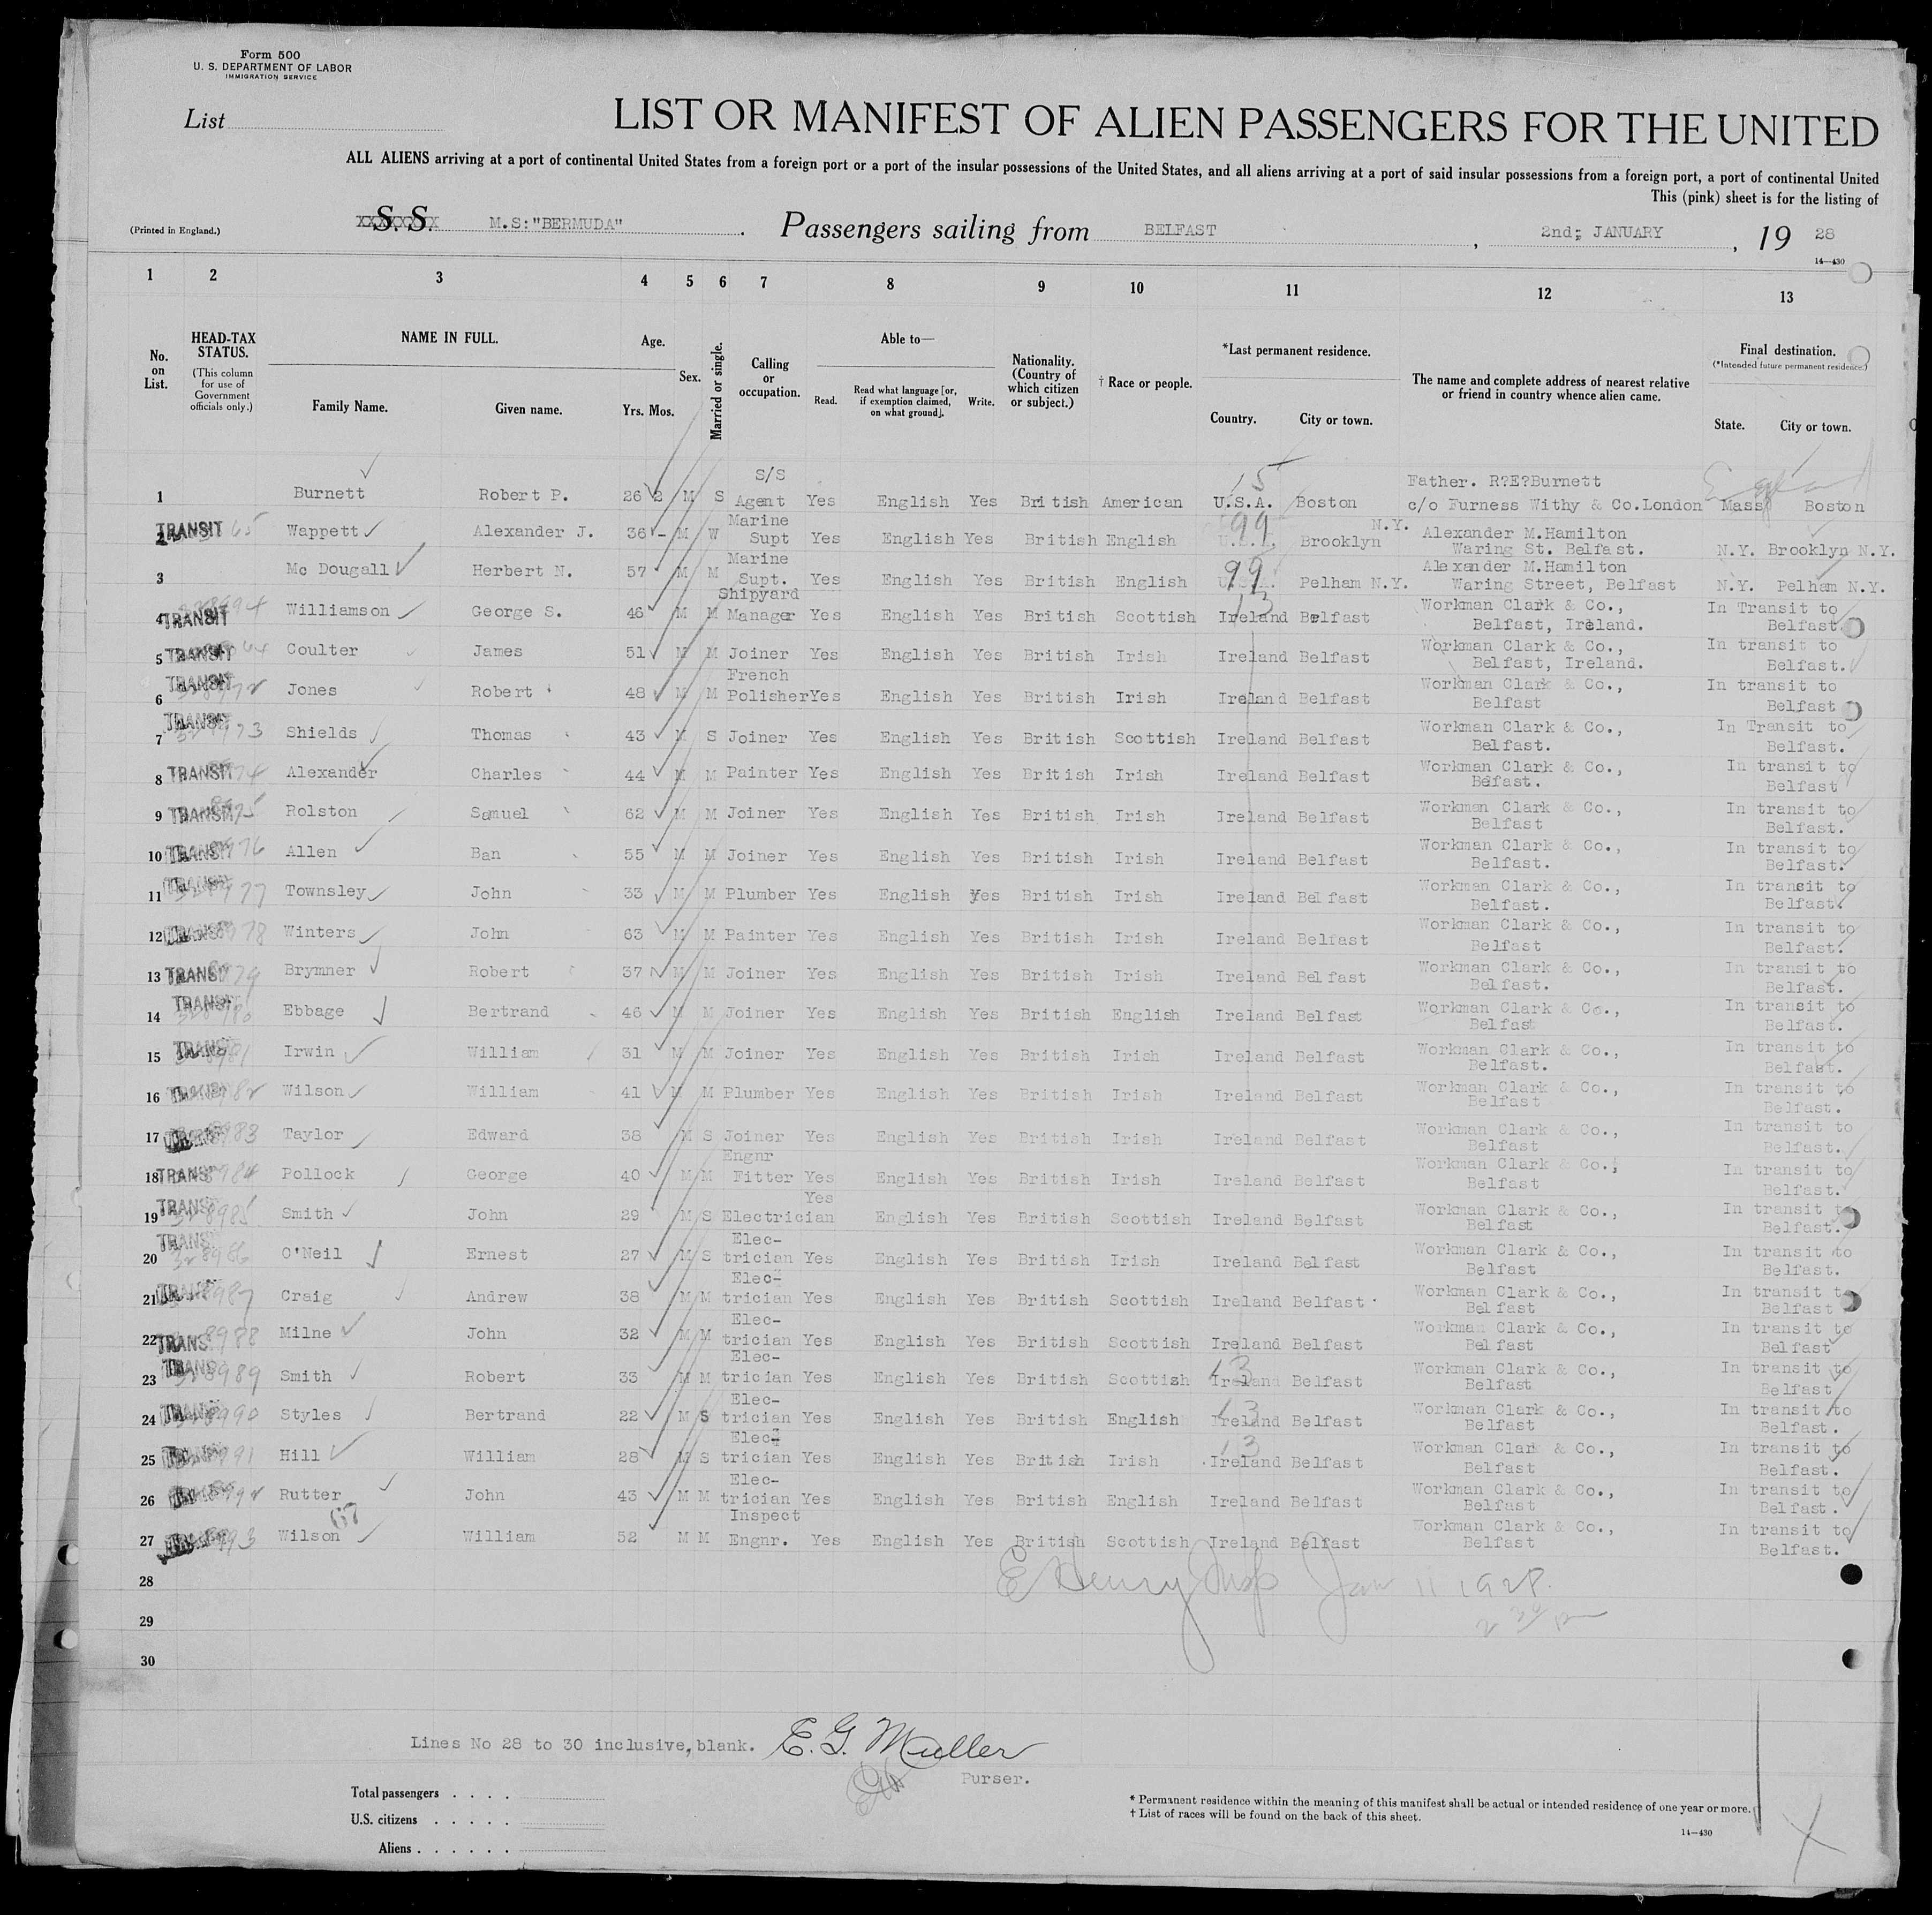 Form 500
U. S. DEPARTMENT OF LABOR
IMMIGRATION SERVICE
List
LIST OR MANIFEST OF ALIEN PASSENGERS FOR THE UNITED
ALL ALIENS arriving at a port of continental United States from a foreign port or a port of the insular possessions of the United States, and all aliens arriving at a port of said insular possessions from a foreign port, a port of continental United
This (pink) sheet is for the listing of
(Printed in England.) S. S. M.S:"BERMUDA" . Passengers sailing from BELFAST , 2nd; JANUARY , 19 28
14—430
1 2 3 4 5 6 7 8 9 10 11 12 13
No. on List. HEAD-TAX STATUS. (This column for use of Government officials only.) NAME IN FULL. Family Name. Given name. Age. Yrs. Mos. Sex. Married or single. Calling or occupation. Able to— Read. Read what language [or, if exemption claimed, on what ground]. Write. Nationality. (Country of which citizen or subject.) † Race or people. *Last permanent residence. Country. City or town. The name and complete address of nearest relative or friend in country whence alien came. Final destination. (*Intended future permanent residence.) State. City or town.
1 Burnett Robert P. 26 2 M S S/S Agent Yes English Yes British American 15 U.S.A. Boston Father. R?E?Burnett c/o Furness Withy & Co.London Mass Boston
2 TRANSIT Wappett Alexander J. 36 - M W Marine Supt Yes English Yes British English 99 U.S.A. Brooklyn N.Y. Alexander M.Hamilton Waring St. Belfast. N.Y. Brooklyn N.Y.
3 Mc Dougall Herbert N. 57 M M Marine Supt. Yes English Yes British English 99 U.S.A. Pelham N.Y. Alexander M.Hamilton Waring Street, Belfast N.Y. Pelham N.Y.
4 TRANSIT Williamson George S. 46 M M Shipyard Manager Yes English Yes British Scottish 13 Ireland Belfast Workman Clark & Co., Belfast, Ireland. In Transit to Belfast.
5 TRANSIT Coulter James 51 M M Joiner Yes English Yes British Irish Ireland Belfast Workman Clark & Co., Belfast, Ireland. In transit to Belfast.
6 TRANSIT Jones Robert 48 M M French Polisher Yes English Yes British Irish Ireland Belfast Workman Clark & Co., Belfast In transit to Belfast
7 TRANSIT Shields Thomas 43 M S Joiner Yes English Yes British Scottish Ireland Belfast Workman Clark & Co., Belfast. In Transit to Belfast.
8 TRANSIT Alexander Charles 44 M M Painter Yes English Yes British Irish Ireland Belfast Workman Clark & Co., Befast. In transit to Belfast
9 TRANSIT Rolston Samuel 62 M M Joiner Yes English Yes British Irish Ireland Belfast Workman Clark & Co., Belfast In transit to Belfast.
10 TRANSIT Allen Ban 55 M M Joiner Yes English Yes British Irish Ireland Belfast Workman Clark & Co., Belfast. In transit to Belfast.
11 Townsley John 33 M M Plumber Yes English Yes British Irish Ireland Belfast Workman Clark & Co., Belfast. In transit to Belfast.
12 Winters John 63 M M Painter Yes English Yes British Irish Ireland Belfast Workman Clark & Co., Belfast In transit to Belfast.
13 TRANSIT Brymner Robert 37 M M Joiner Yes English Yes British Irish Ireland Belfast Workman Clark & Co., Belfast. In transit to Belfast.
14 TRANSIT Ebbage Bertrand 46 M M Joiner Yes English Yes British English Ireland Belfast Workman Clark & Co., Belfast In transit to Belfast.
15 Irwin William 31 M M Joiner Yes English Yes British Irish Ireland Belfast Workman Clark & Co., Belfast. In transit to Belfast.
16 Wilson William 41 M M Plumber Yes English Yes British Irish Ireland Belfast Workman Clark & Co., Belfast In transit to Belfast.
17 Taylor Edward 38 M S Joiner Yes English Yes British Irish Ireland Belfast Workman Clark & Co., Belfast In transit to Belfast.
18 Pollock George 40 M M Engnr Fitter Yes English Yes British Irish Ireland Belfast Workman Clark & Co., Belfast In transit to Belfast.
19 Smith John 29 M S Electrician Yes English Yes British Scottish Ireland Belfast Workman Clark & Co., Belfast In transit to Belfast.
20 O'Neil Ernest 27 M S Elec- trician Yes English Yes British Irish Ireland Belfast Workman Clark & Co., Belfast In transit to Belfast.
21 Craig Andrew 38 M M Elec- trician Yes English Yes British Scottish Ireland Belfast Workman Clark & Co., Belfast In transit to Belfast
22 Milne John 32 M M Elec- trician Yes English Yes British Scottish Ireland Belfast Workman Clark & Co., Belfast In transit to Belfast
23 Smith Robert 33 M M Elec- trician Yes English Yes British Scottish 13 Ireland Belfast Workman Clark & Co., Belfast In transit to Belfast
24 Styles Bertrand 22 M S Elec- trician Yes English Yes British English 13 Ireland Belfast Workman Clark & Co., Belfast In transit to Belfast.
25 Hill William 28 M S Elec- trician Yes English Yes British Irish 13 Ireland Belfast Workman Clark & Co., Belfast In transit to Belfast.
26 Rutter John 43 M M Elec- trician Yes English Yes British English Ireland Belfast Workman Clark & Co., Belfast In transit to Belfast.
27 Wilson William 52 M M Inspect Engnr. Yes English Yes British Scottish Ireland Belfast Workman Clark & Co., Belfast In transit to Belfast.
28 E Henry Insp Jan 11 1928.
29 2 30 pm
30
Lines No 28 to 30 inclusive, blank. E. G. Muller
Purser.
Total passengers . . . .
U.S. citizens . . . . .
Aliens . . . . . .
* Permanent residence within the meaning of this manifest shall be actual or intended residence of one year or more.
† List of races will be found on the back of this sheet.
14—430